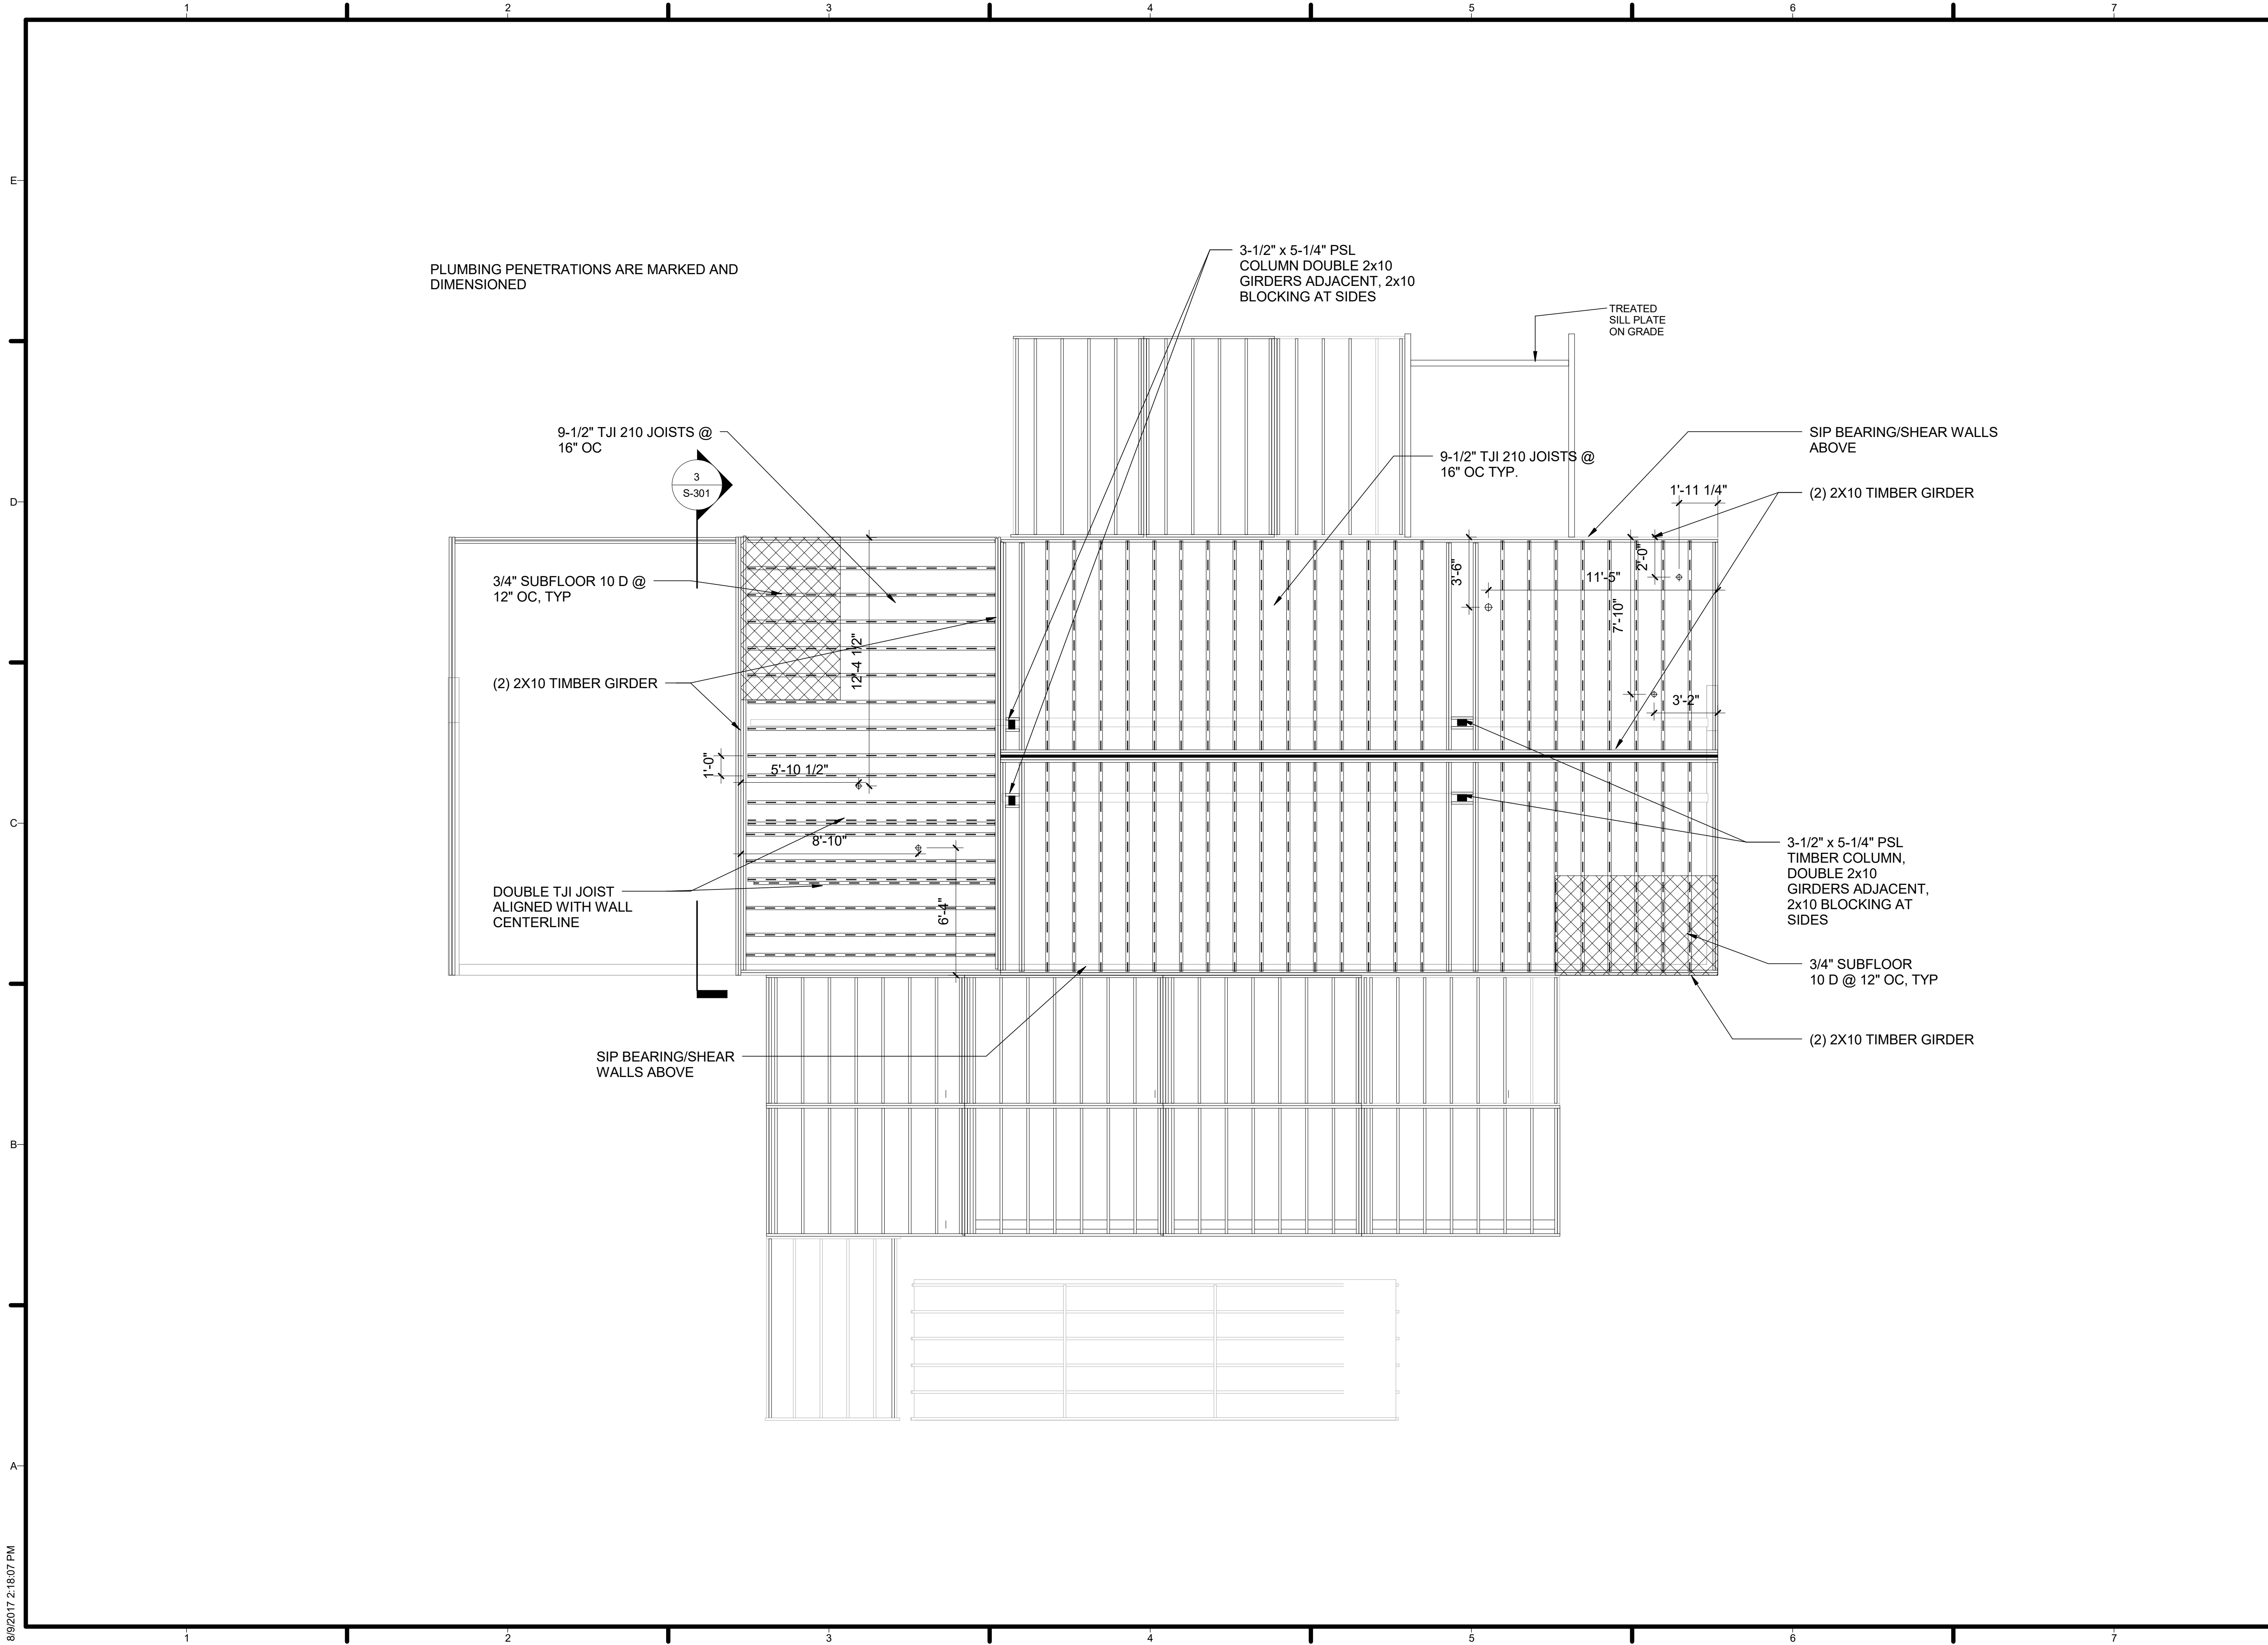 1
2
3
4
5
6
7
E
D
C
B
A
PLUMBING PENETRATIONS ARE MARKED AND
DIMENSIONED
3-1/2" x 5-1/4" PSL
COLUMN DOUBLE 2x10
GIRDERS ADJACENT, 2x10
BLOCKING AT SIDES
TREATED
SILL PLATE
ON GRADE
9-1/2" TJI 210 JOISTS @
16" OC
3
S-301
9-1/2" TJI 210 JOISTS @
16" OC TYP.
SIP BEARING/SHEAR WALLS
ABOVE
1'-11 1/4"
(2) 2X10 TIMBER GIRDER
3/4" SUBFLOOR 10 D @
12" OC, TYP
3'-6"
2'-0"
11'-5"
7'-10"
12'-4 1/2"
(2) 2X10 TIMBER GIRDER
3'-2"
1'-0"
5'-10 1/2"
8'-10"
6'-4"
DOUBLE TJI JOIST
ALIGNED WITH WALL
CENTERLINE
3-1/2" x 5-1/4" PSL
TIMBER COLUMN,
DOUBLE 2x10
GIRDERS ADJACENT,
2x10 BLOCKING AT
SIDES
3/4" SUBFLOOR
10 D @ 12" OC, TYP
(2) 2X10 TIMBER GIRDER
SIP BEARING/SHEAR
WALLS ABOVE
8/9/2017 2:18:07 PM
1
2
3
4
5
6
7